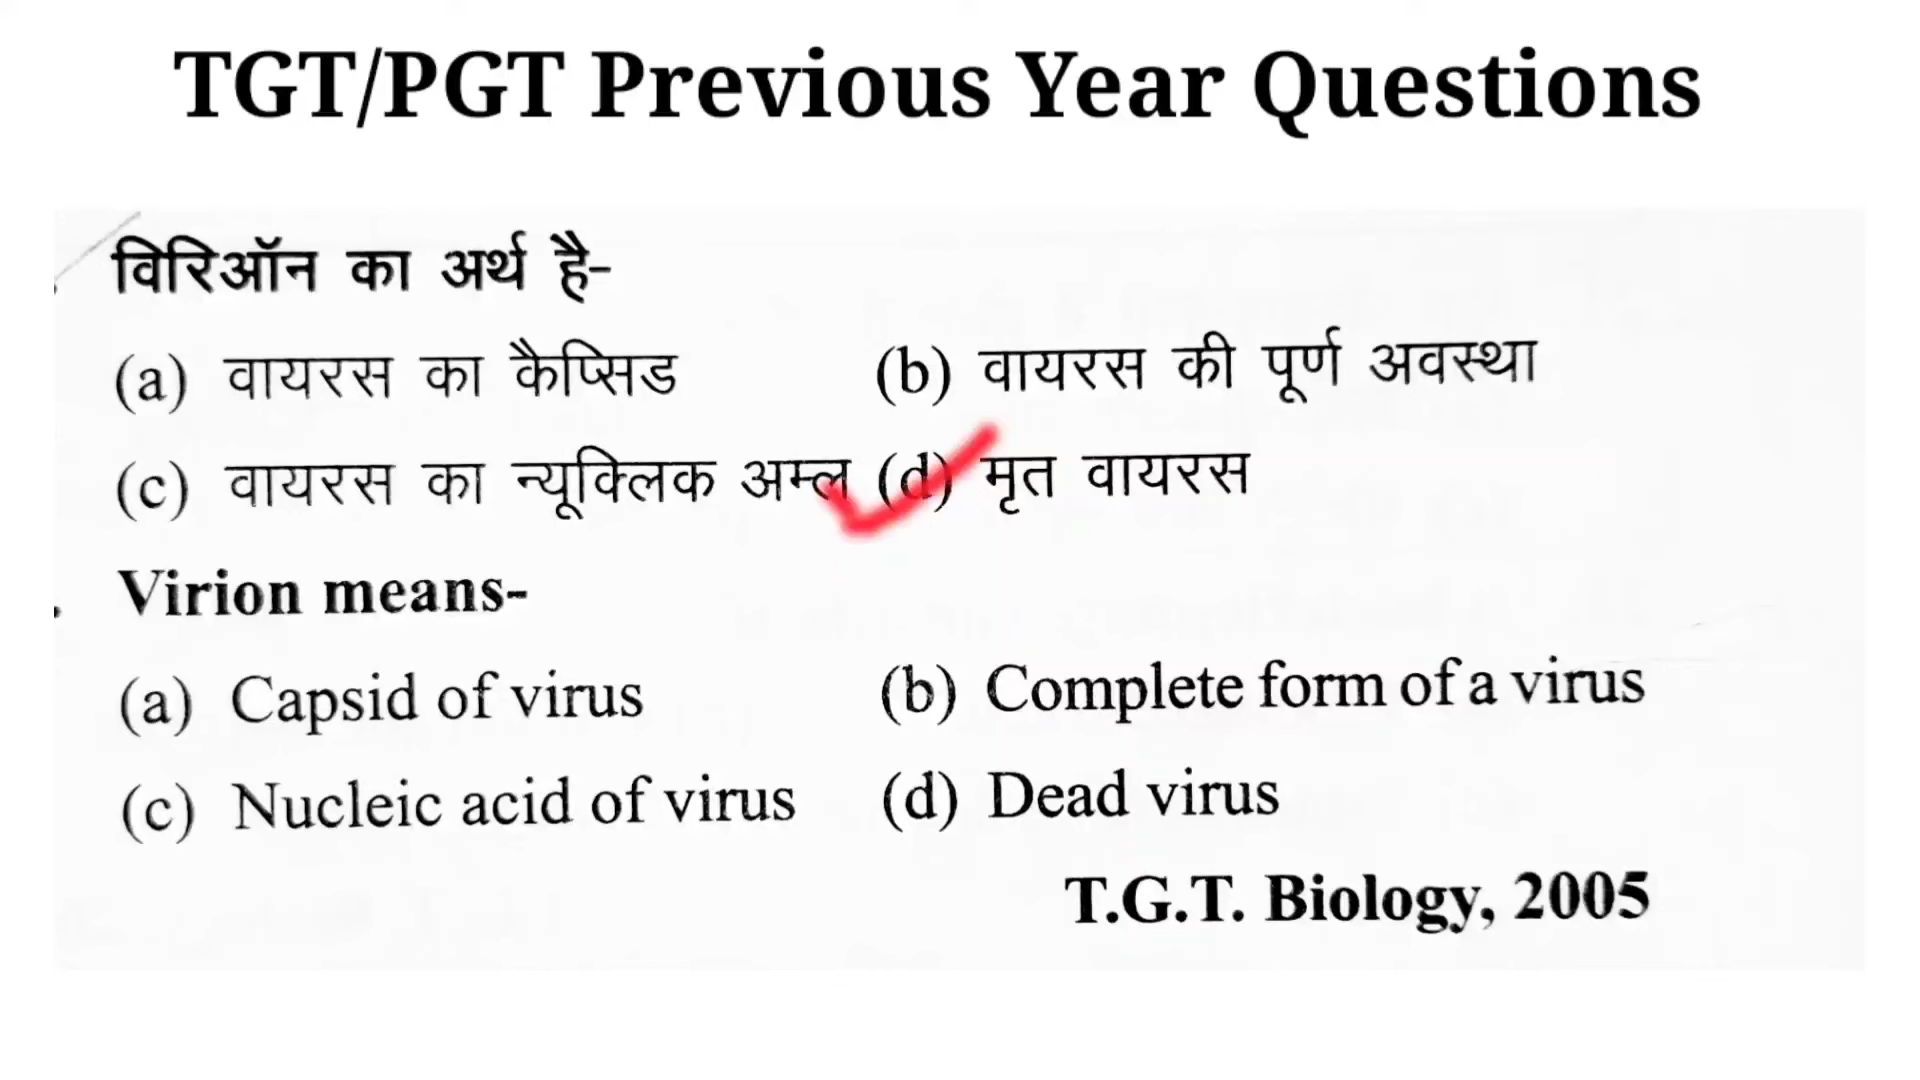 TGT/PGT Previous Year Questions
विरिऑन का अर्थ है-
(a) वायरस का कैप्सिड (b) वायरस की पूर्ण अवस्था
(c) वायरस का न्यूक्लिक अम्ल (d) मृत वायरस
Virion means-
(a) Capsid of virus (b) Complete form of a virus
(c) Nucleic acid of virus (d) Dead virus
T.G.T. Biology, 2005